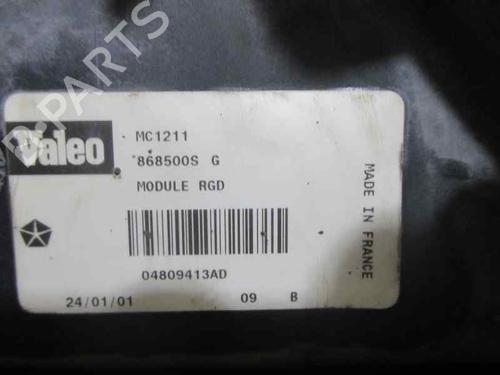 Valeo
MC1211
868500S G
MODULE RGD
04809413AD
24/01/01 09 B
MADE IN FRANCE
B-PARTS